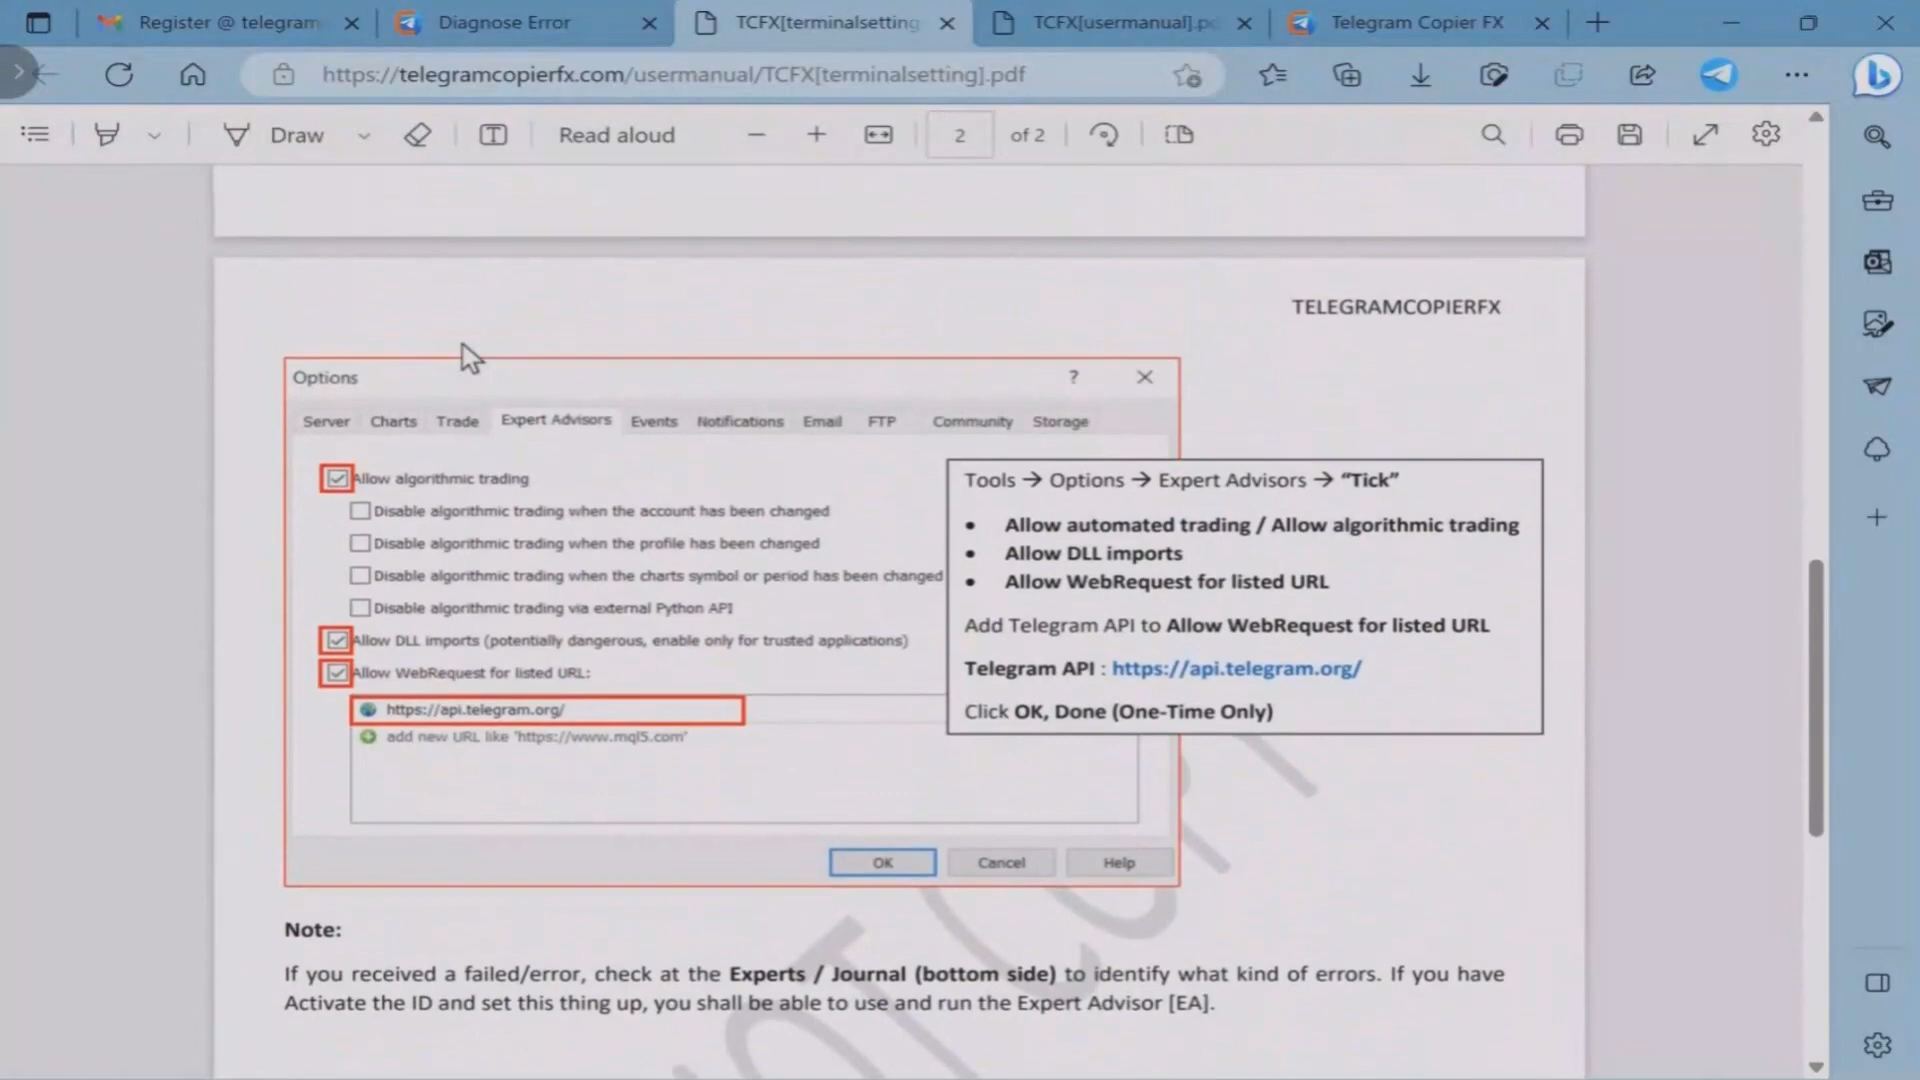 Register @ telegram
Diagnose Error
TCFX[terminalsetting
TCFX[usermanual].pd
Telegram Copier FX
https://telegramcopierfx.com/usermanual/TCFX[terminalsetting].pdf
Draw
Read aloud
2 of 2
TELEGRAMCOPIERFX
Options
Server Charts Trade Expert Advisors Events Notifications Email FTP Community Storage
Allow algorithmic trading
Disable algorithmic trading when the account has been changed
Disable algorithmic trading when the profile has been changed
Disable algorithmic trading when the charts symbol or period has been changed
Disable algorithmic trading via external Python API
Allow DLL imports (potentially dangerous, enable only for trusted applications)
Allow WebRequest for listed URL:
https://api.telegram.org/
add new URL like 'https://www.mql5.com'
OK Cancel Help
Tools → Options → Expert Advisors → “Tick”
• Allow automated trading / Allow algorithmic trading
• Allow DLL imports
• Allow WebRequest for listed URL
Add Telegram API to Allow WebRequest for listed URL
Telegram API : https://api.telegram.org/
Click OK, Done (One-Time Only)
Note:
If you received a failed/error, check at the Experts / Journal (bottom side) to identify what kind of errors. If you have
Activate the ID and set this thing up, you shall be able to use and run the Expert Advisor [EA].